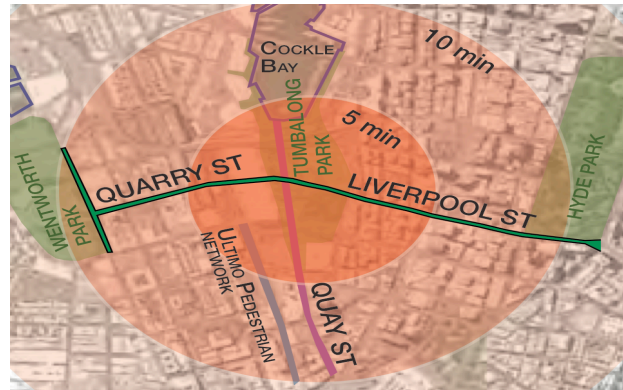 COCKLE
BAY
10 min
5 min
TUMBALONG
PARK
WENTWORTH
PARK
QUARRY ST
LIVERPOOL ST
HYDE PARK
ULTIMO PEDESTRIAN
NETWORK
QUAY ST